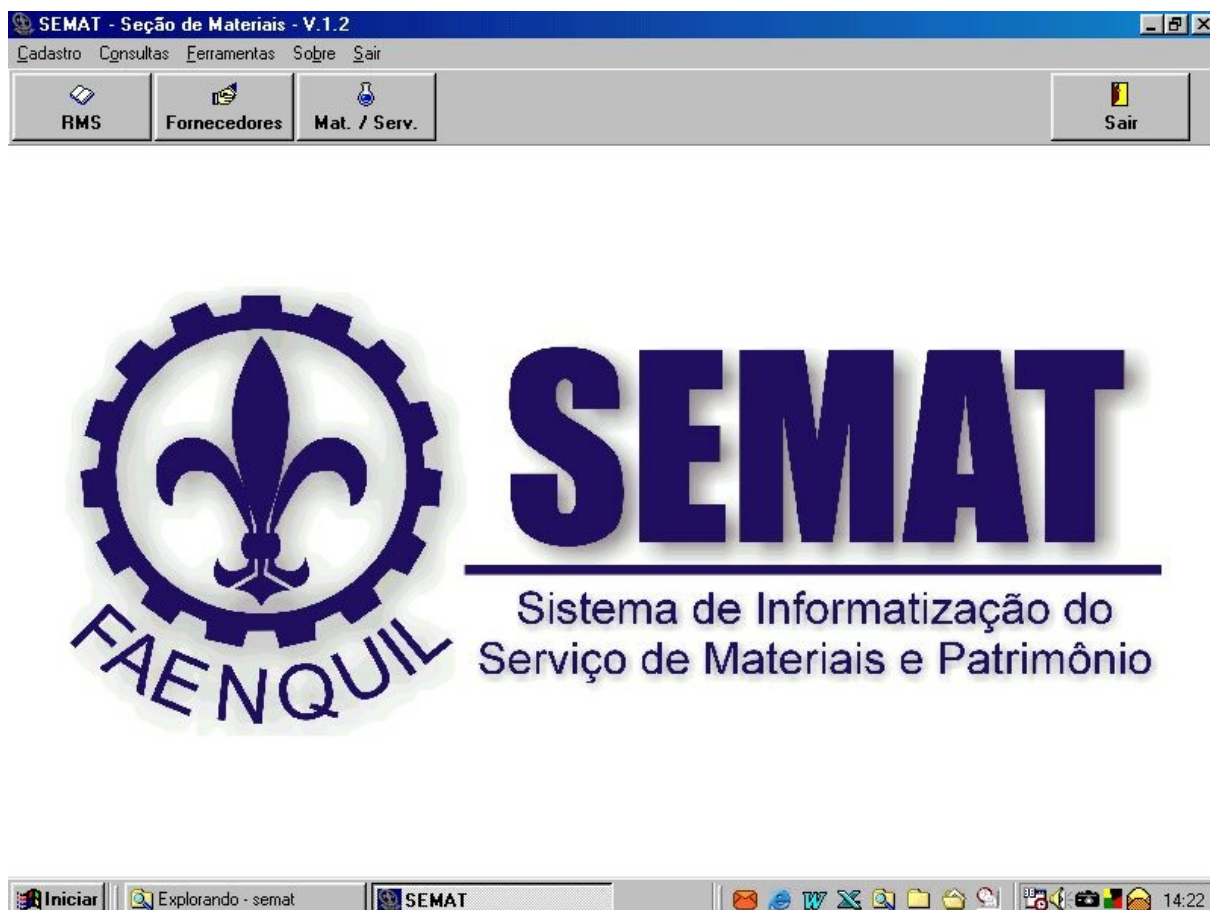 SEMAT - Seção de Materiais - V.1.2
Cadastro Consultas Ferramentas Sobre Sair
RMS Fornecedores Mat. / Serv. Sair
SEMAT
Sistema de Informatização do
Serviço de Materiais e Patrimônio
FAENQUIL
Iniciar Explorando - semat SEMAT 14:22